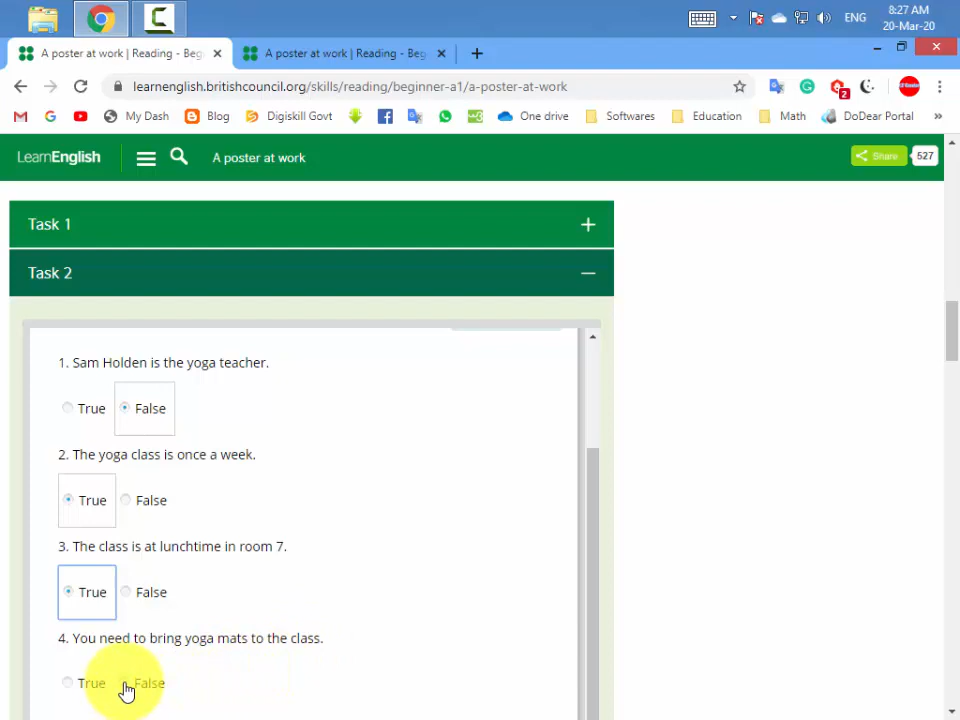 8:27 AM
ENG
20-Mar-20
A poster at work | Reading - Beg
A poster at work | Reading - Beg
learnenglish.britishcouncil.org/skills/reading/beginner-a1/a-poster-at-work
2
My Dash
Blog
Digiskill Govt
One drive
Softwares
Education
Math
DoDear Portal
»
LearnEnglish
A poster at work
Share
527
Task 1
Task 2
1. Sam Holden is the yoga teacher.
True False
2. The yoga class is once a week.
True False
3. The class is at lunchtime in room 7.
True False
4. You need to bring yoga mats to the class.
True False